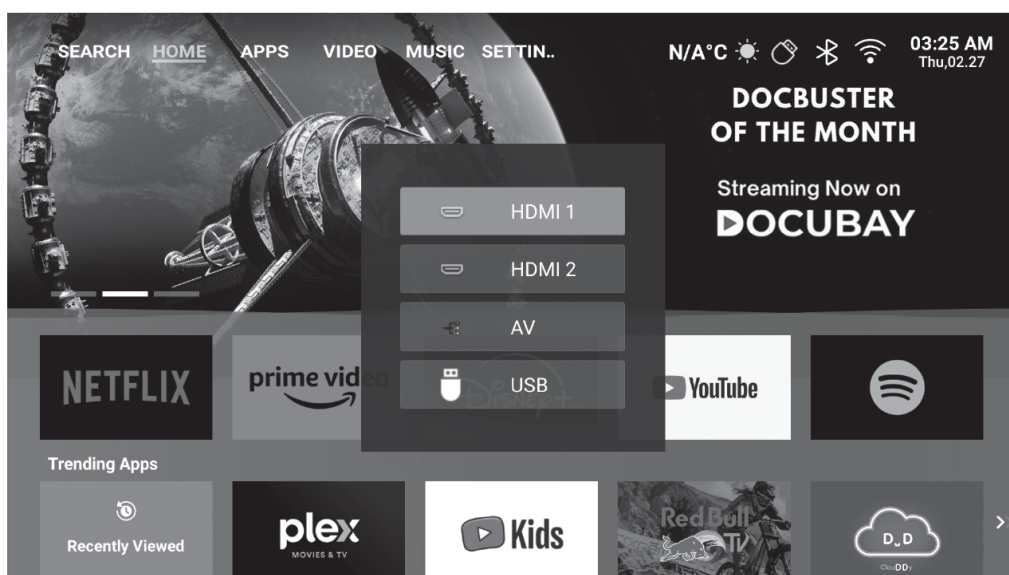 SEARCH HOME APPS VIDEO MUSIC SETTIN.. N/A°C 03:25 AM
Thu,02.27
DOCBUSTER
OF THE MONTH
Streaming Now on
DOCUBAY
HDMI 1
HDMI 2
AV
USB
NETFLIX prime video Disney+ YouTube
Trending Apps
Recently Viewed
plex
MOVIES & TV
Kids
Red Bull
TV
D D
ClouDDy